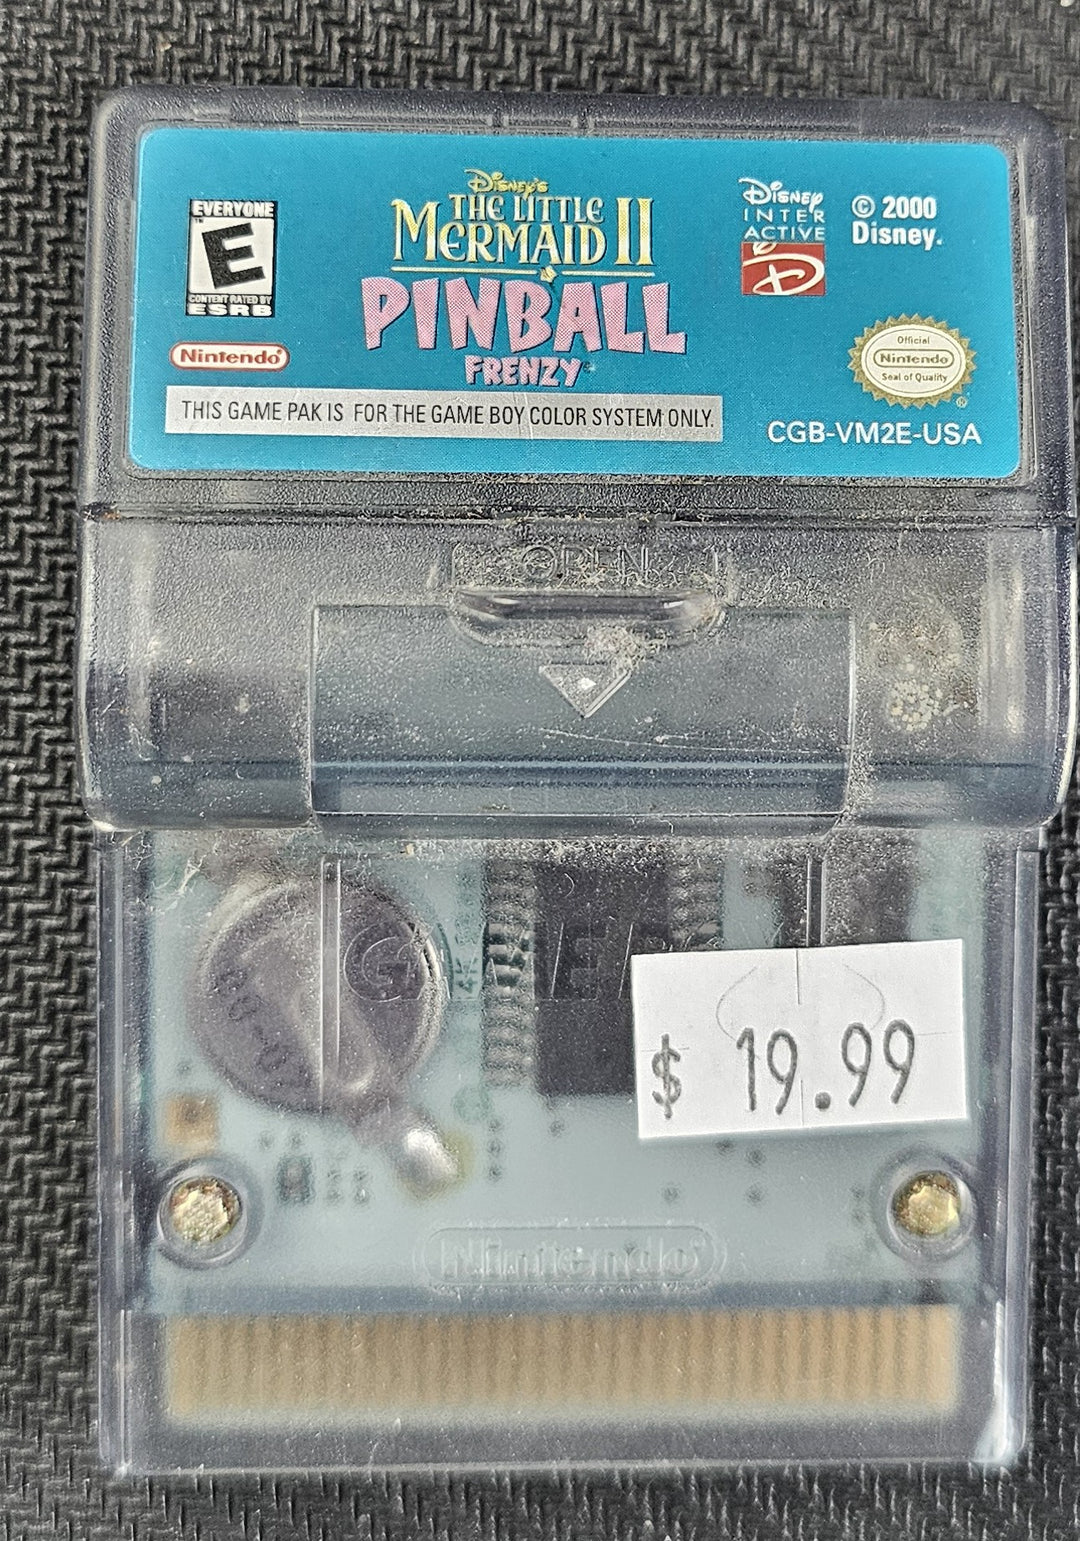 EVERYONE
E
CONTENT RATED BY
ESRB
Nintendo®
Disney's
THE LITTLE
MERMAID II
PINBALL
FRENZY
Disney
INTER
ACTIVE
D
© 2000
Disney.
Official
Nintendo
Seal of Quality
®
THIS GAME PAK IS FOR THE GAME BOY COLOR SYSTEM ONLY.
CGB-VM2E-USA
OPEN
GAME
$ 19.99
Nintendo®